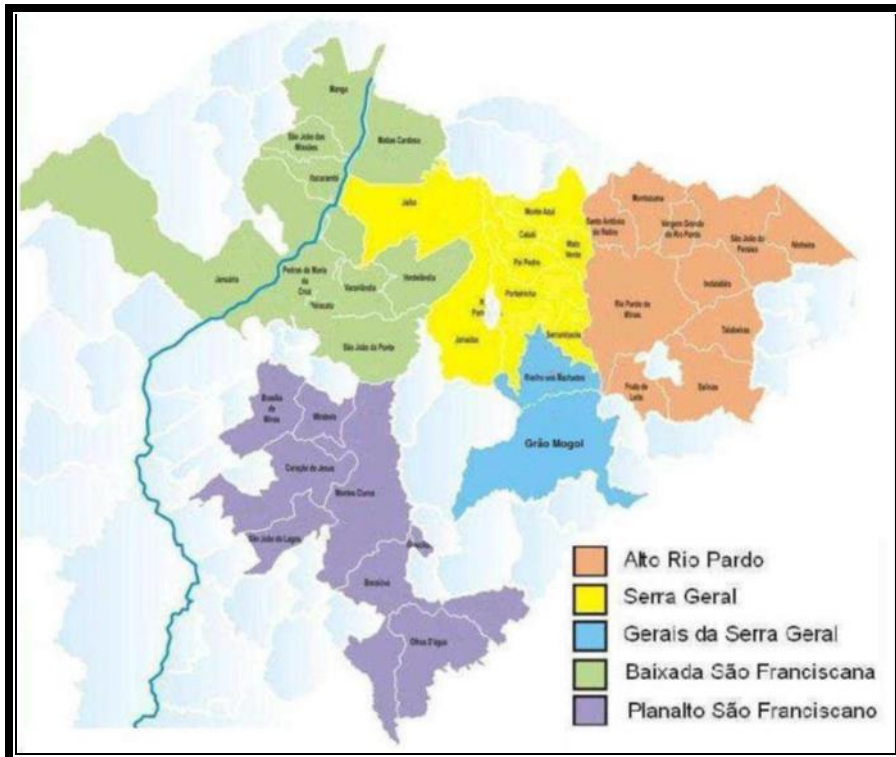 Manga
São João das
Missões
Matias Cardoso
Itacarambi
Jaíba
Monte Azul
Santo Antônio
do Retiro
Montezuma
Vargem Grande
do Rio Pardo
São João do
Paraíso
Ninheira
Catuti
Mato
Verde
Pai Pedro
Januária
Pedras de Maria
da
Cruz
Varzelândia
Verdelândia
Porteirinha
Indaiabira
Rio Pardo de
Minas
Taiobeiras
São João da Ponte
Janaúba
Serranópolis
Riacho dos Machados
Fruta de
Leite
Salinas
Brasília
de
Minas
Mirabela
Grão Mogol
Coração de Jesus
Montes Claros
São João da Lagoa
Bocaiúva
Olhos D'água
Alto Rio Pardo
Serra Geral
Gerais da Serra Geral
Baixada São Franciscana
Planalto São Franciscano